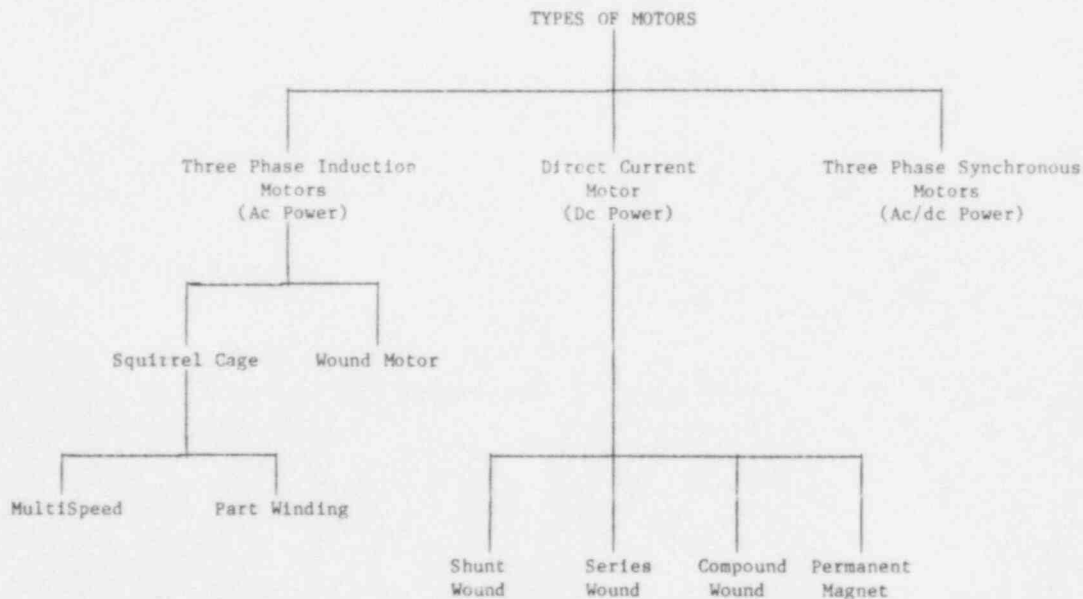 TYPES OF MOTORS
Three Phase Induction
Motors
(Ac Power)
Direct Current
Motor
(Dc Power)
Three Phase Synchronous
Motors
(Ac/dc Power)
Squirrel Cage
Wound Motor
MultiSpeed
Part Winding
Shunt
Wound
Series
Wound
Compound
Wound
Permanent
Magnet